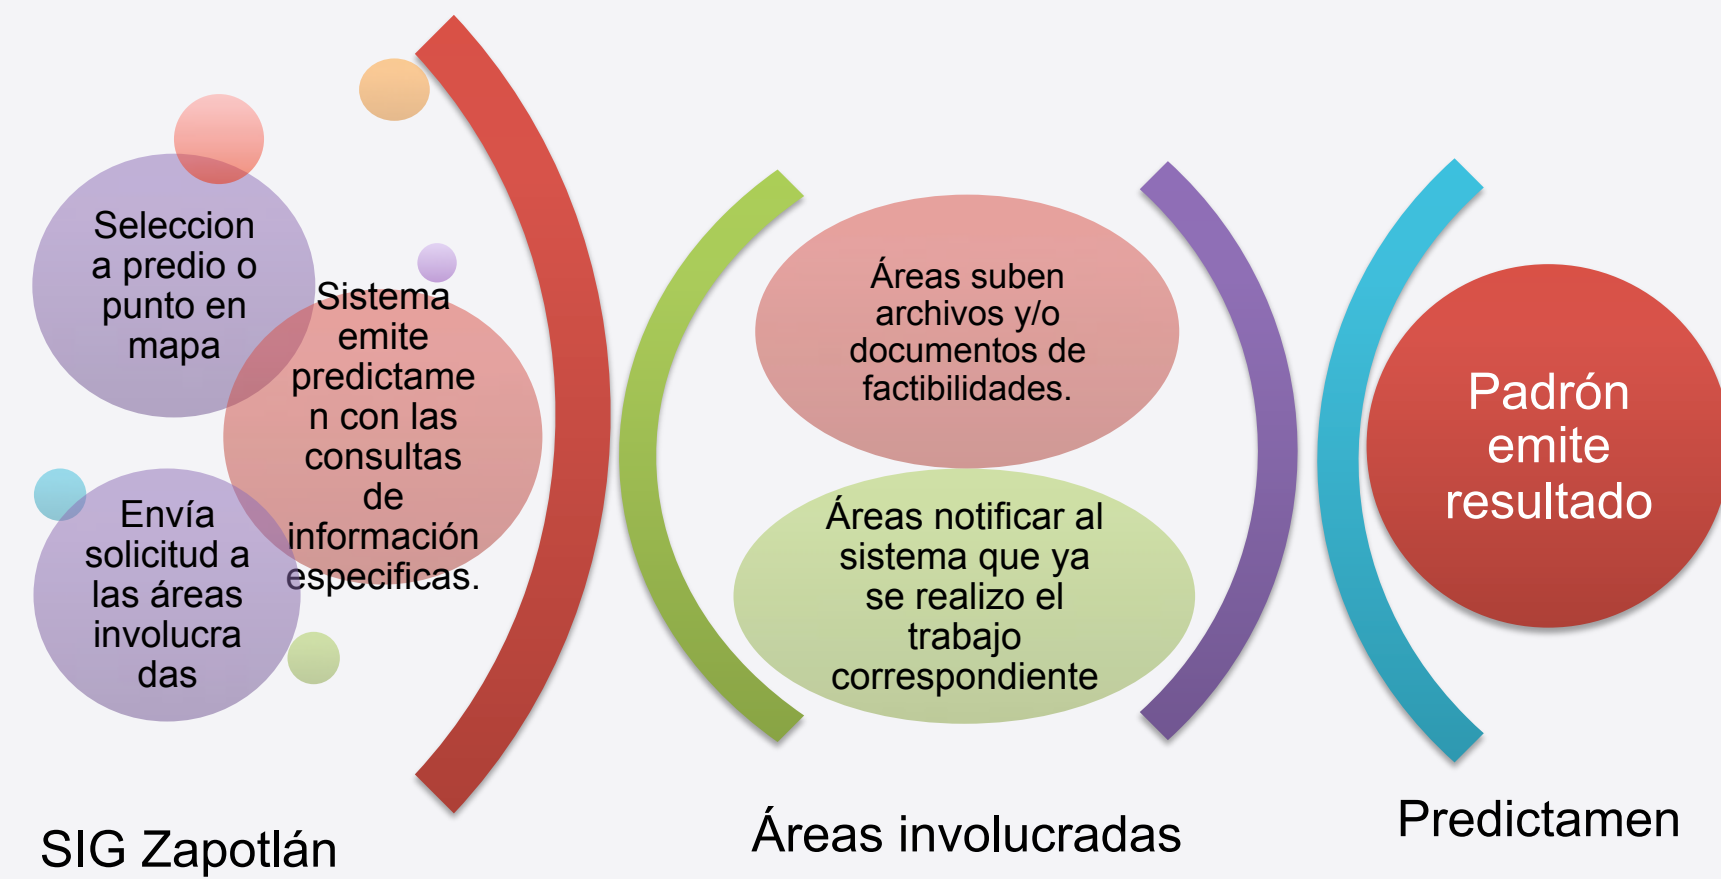 Seleccion
a predio o
punto en
mapa
Sistema
emite
predictame
n con las
consultas
de
información
especificas.
Envía
solicitud a
las áreas
involucra
das
SIG Zapotlán
Áreas suben
archivos y/o
documentos de
factibilidades.
Áreas notificar al
sistema que ya
se realizo el
trabajo
correspondiente
Áreas involucradas
Padrón
emite
resultado
Predictamen